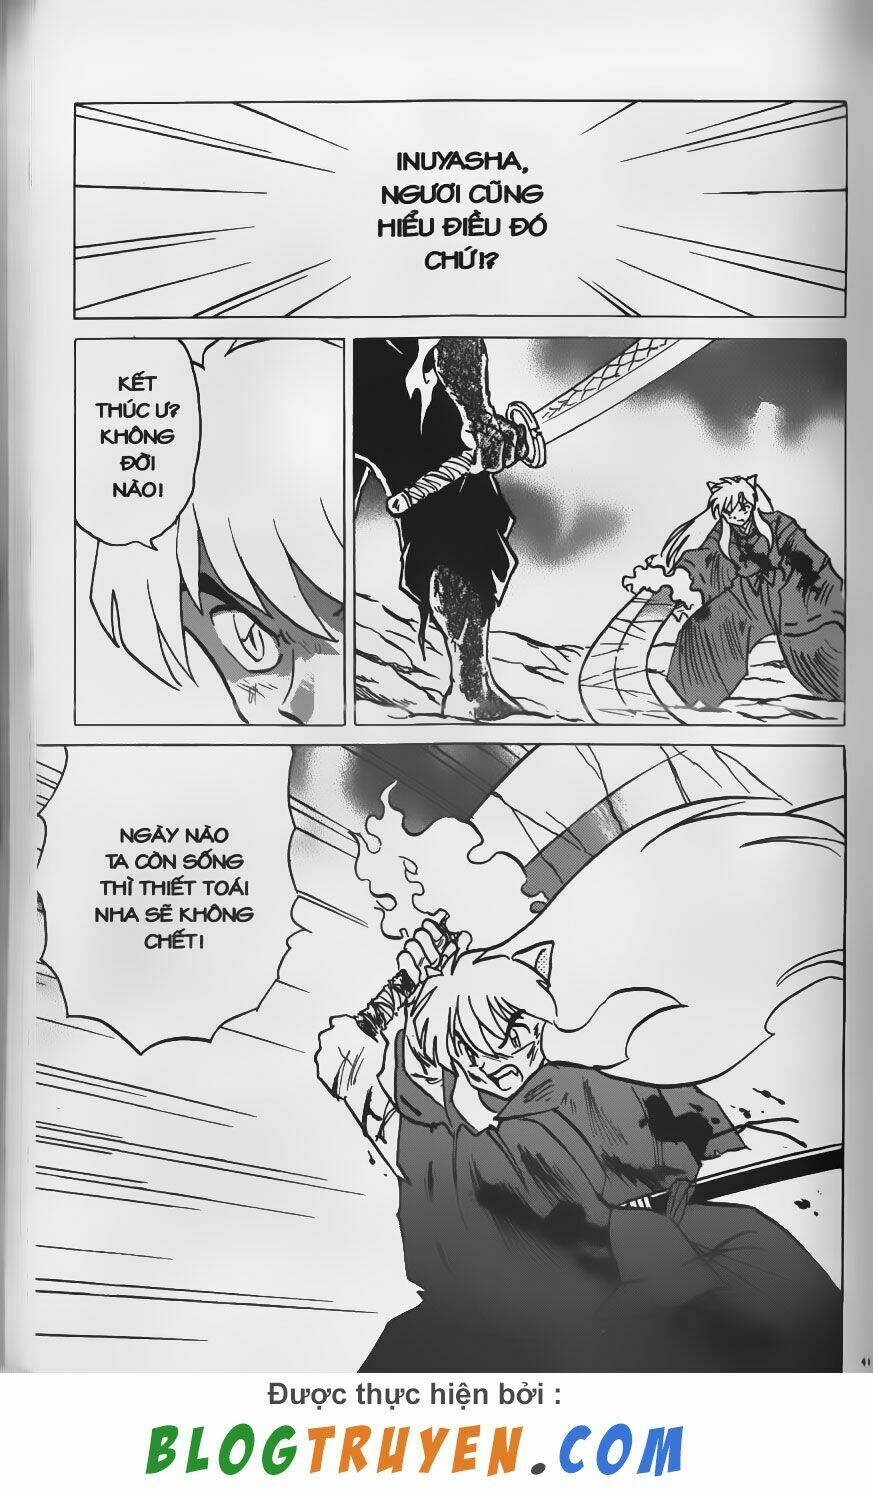 INUYASHA,
NGƯƠI CŨNG
HIỂU ĐIỀU ĐÓ
CHỨ!?
KẾT
THÚC Ư?
KHÔNG
ĐỜI
NÀO!
NGÀY NÀO
TA CÒN SỐNG
THÌ THIẾT TOÁI
NHA SẼ KHÔNG
CHẾT!
41
Được thực hiện bởi :
BLOGTRUYEN.COM